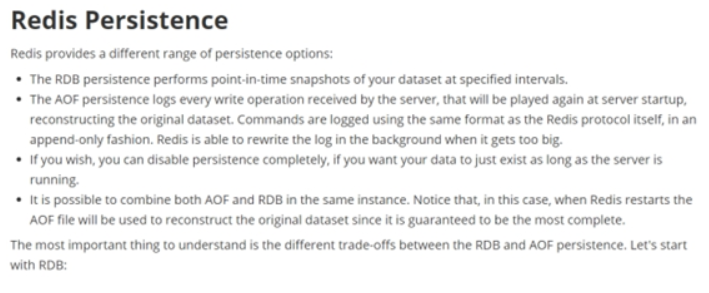 Redis Persistence
Redis provides a different range of persistence options:
• The RDB persistence performs point-in-time snapshots of your dataset at specified intervals.
• The AOF persistence logs every write operation received by the server, that will be played again at server startup,
reconstructing the original dataset. Commands are logged using the same format as the Redis protocol itself, in an
append-only fashion. Redis is able to rewrite the log in the background when it gets too big.
• If you wish, you can disable persistence completely, if you want your data to just exist as long as the server is
running.
• It is possible to combine both AOF and RDB in the same instance. Notice that, in this case, when Redis restarts the
AOF file will be used to reconstruct the original dataset since it is guaranteed to be the most complete.
The most important thing to understand is the different trade-offs between the RDB and AOF persistence. Let's start
with RDB: